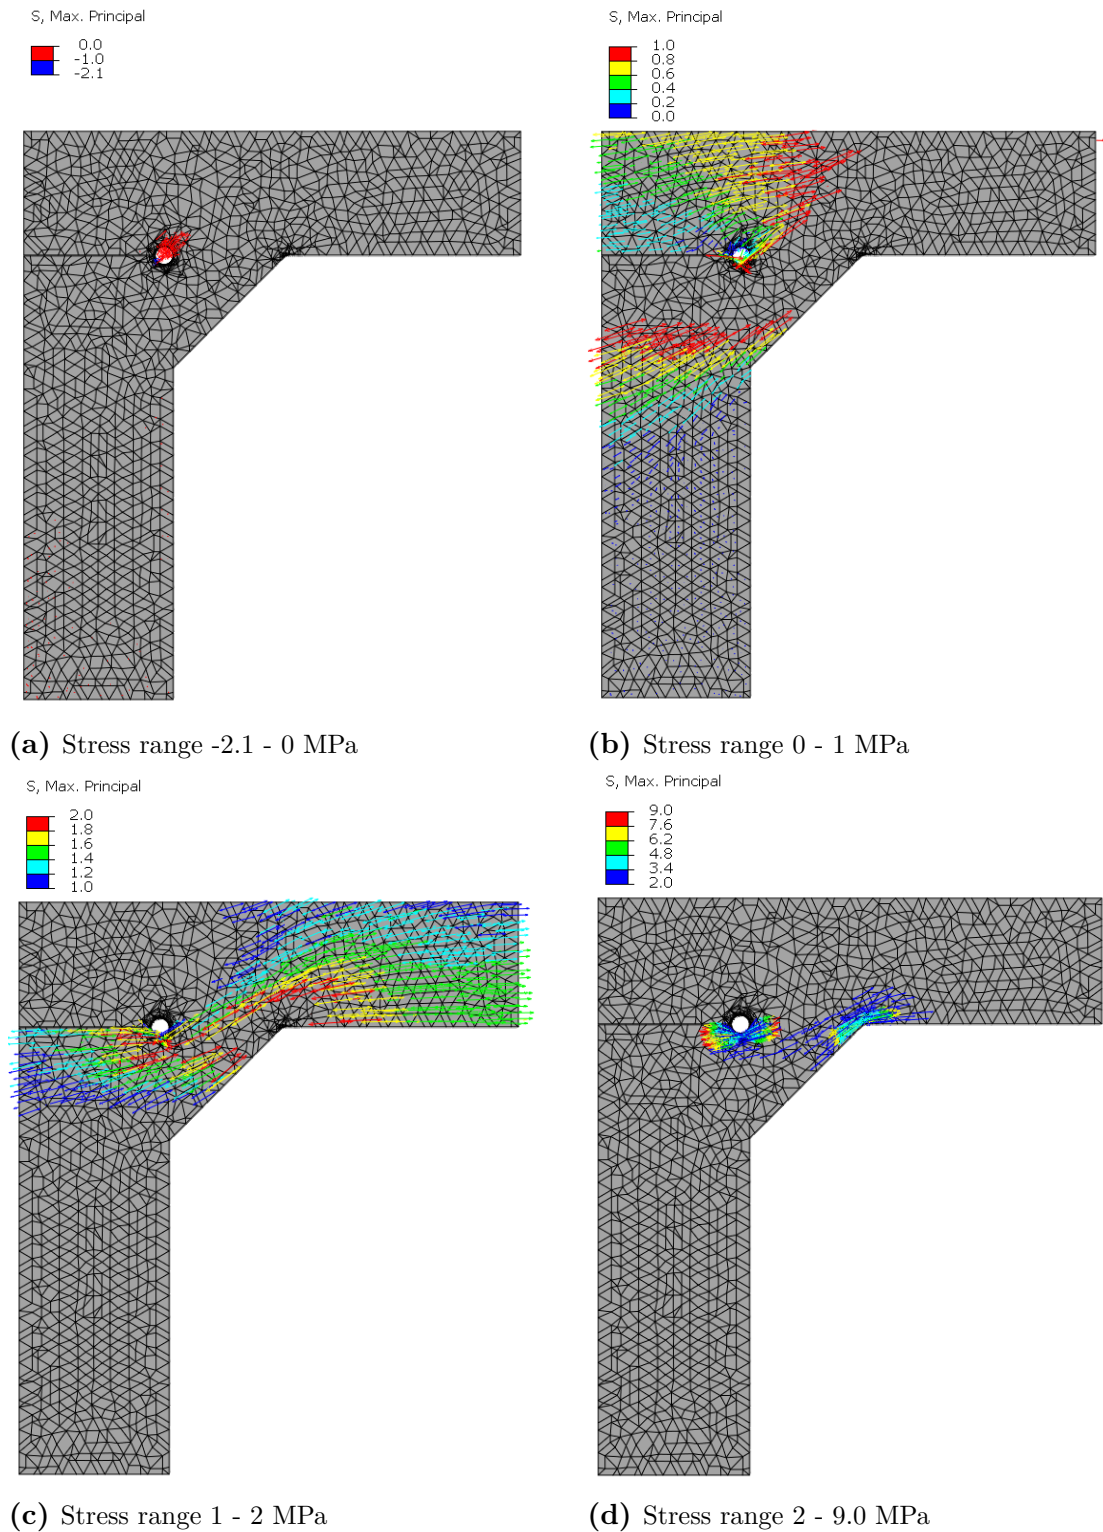 S, Max. Principal
0.0
-1.0
-2.1
(a) Stress range -2.1 - 0 MPa
S, Max. Principal
1.0
0.8
0.6
0.4
0.2
0.0
(b) Stress range 0 - 1 MPa
S, Max. Principal
2.0
1.8
1.6
1.4
1.2
1.0
(c) Stress range 1 - 2 MPa
S, Max. Principal
9.0
7.6
6.2
4.8
3.4
2.0
(d) Stress range 2 - 9.0 MPa